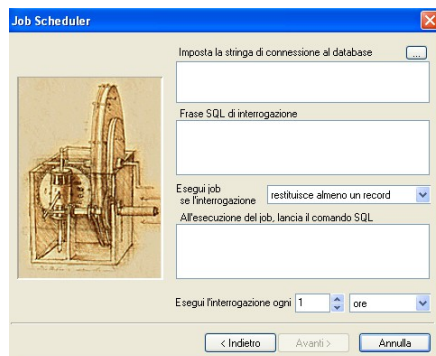 Job Scheduler
Imposta la stringa di connessione al database
...
Frase SQL di interrogazione
Esegui job
se l'interrogazione
restituisce almeno un record
All'esecuzione del job, lancia il comando SQL
Esegui l'interrogazione ogni 1 ore
< Indietro Avanti > Annulla